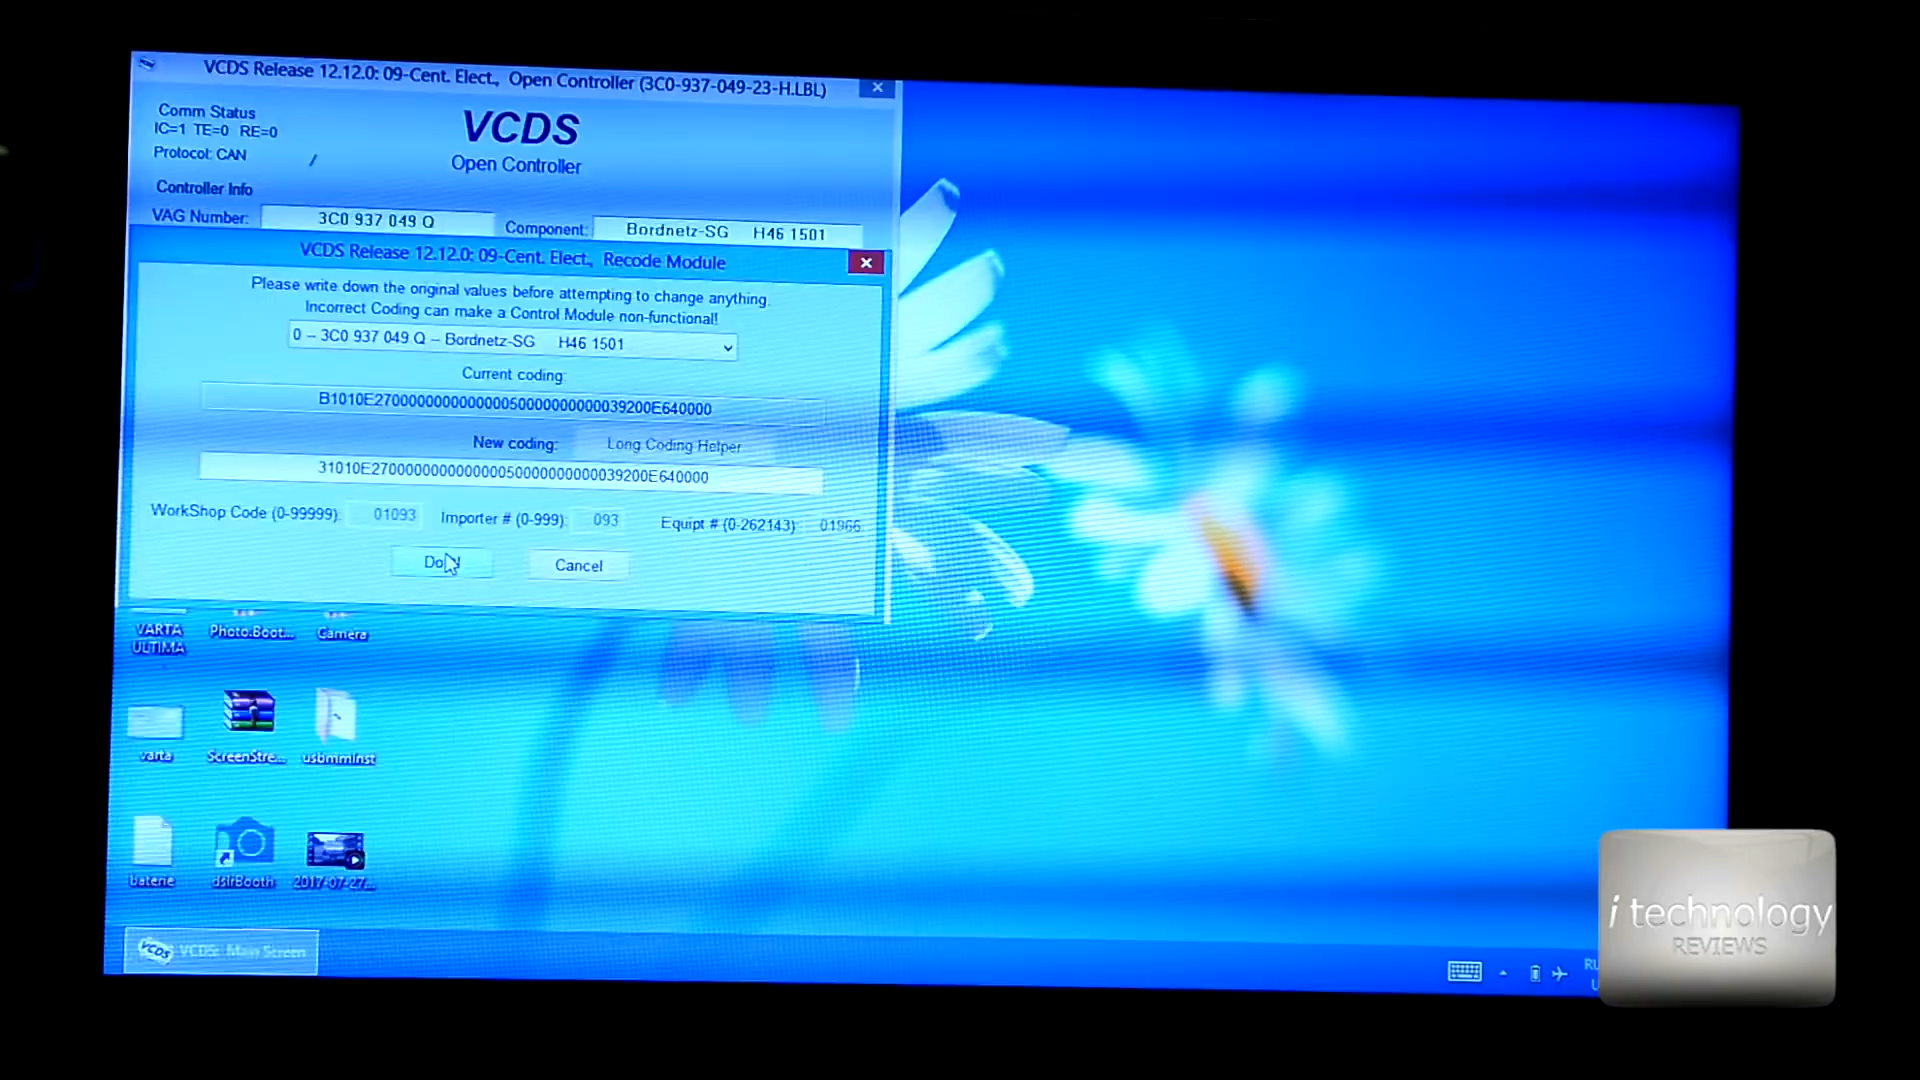 VCDS Release 12.12.0: 09-Cent. Elect., Open Controller (3C0-937-049-23-H.LBL)
Comm Status
IC=1 TE=0 RE=0
Protocol: CAN
/
VCDS
Open Controller
Controller Info
VAG Number: 3C0 937 049 Q Component: Bordnetz-SG H46 1501
VCDS Release 12.12.0: 09-Cent. Elect., Recode Module
Please write down the original values before attempting to change anything.
Incorrect Coding can make a Control Module non-functional!
0 – 3C0 937 049 Q – Bordnetz-SG H46 1501
Current coding:
New coding: Long Coding Helper
WorkShop Code (0-99999): 01093 Importer # (0-999): 093 Equipt # (0-262143): 01966
Cancel
VARTA ULTIMA
Photo.Boot...
Camera
varta
ScreenStre...
usbmminst
baterie
dslrBooth
2017-07-27...
VCDS: Main Screen
RU
i technology
REVIEWS